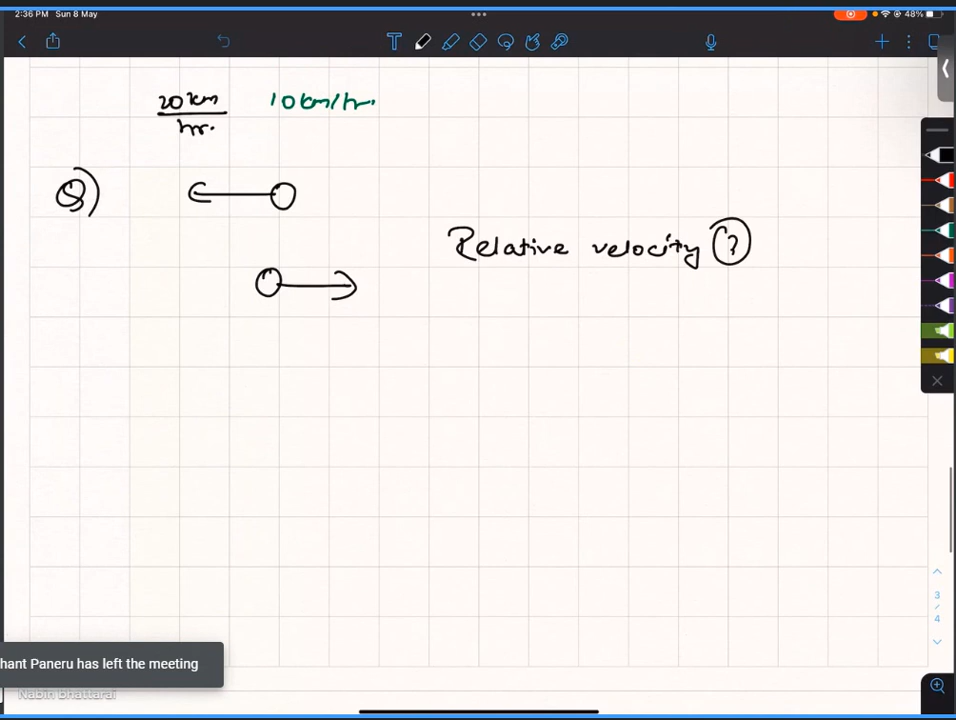 2:36 PM Sun 8 May
48%
20 km 10 km/hr.
hr.
Q)
Relative velocity ?
3
/
4
hant Paneru has left the meeting
Nabin Bhattarai